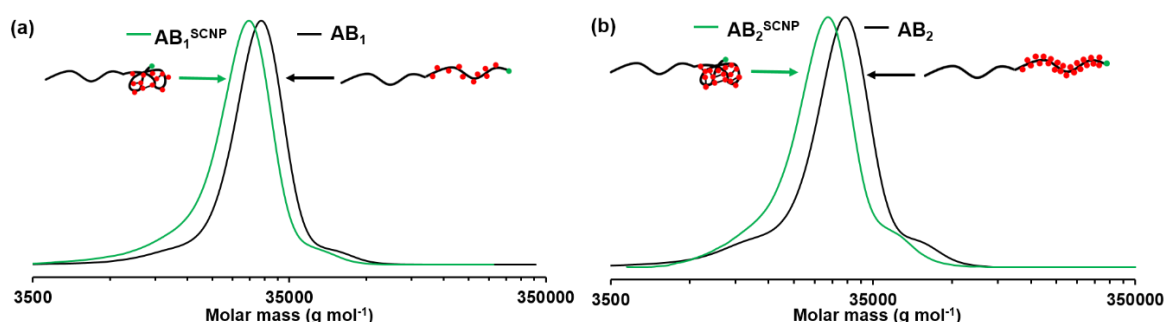 (a)
AB₁ˢᶜᴺᴾ
AB₁
3500
35000
350000
Molar mass (g mol⁻¹)
(b)
AB₂ˢᶜᴺᴾ
AB₂
3500
35000
350000
Molar mass (g mol⁻¹)